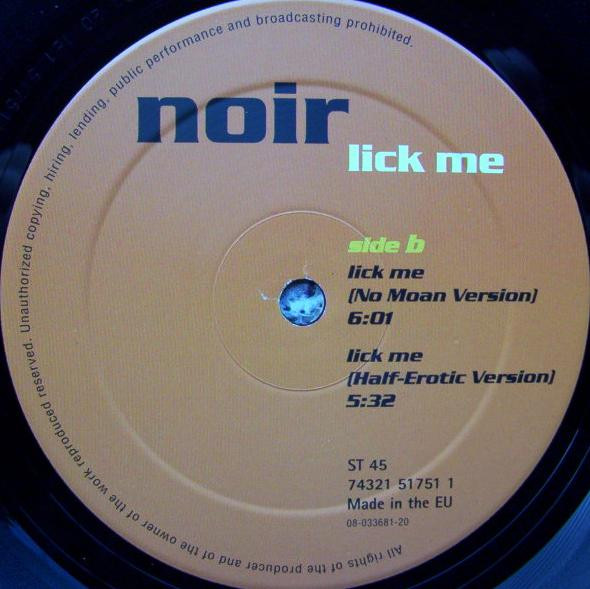 noir
lick me
side b
lick me
(No Moan Version)
6:01
lick me
(Half-Erotic Version)
5:32
ST 45
74321 51751 1
Made in the EU
08-033681-20
All rights of the producer and of the owner of the work reproduced reserved. Unauthorized copying, hiring, lending, public performance and broadcasting prohibited.